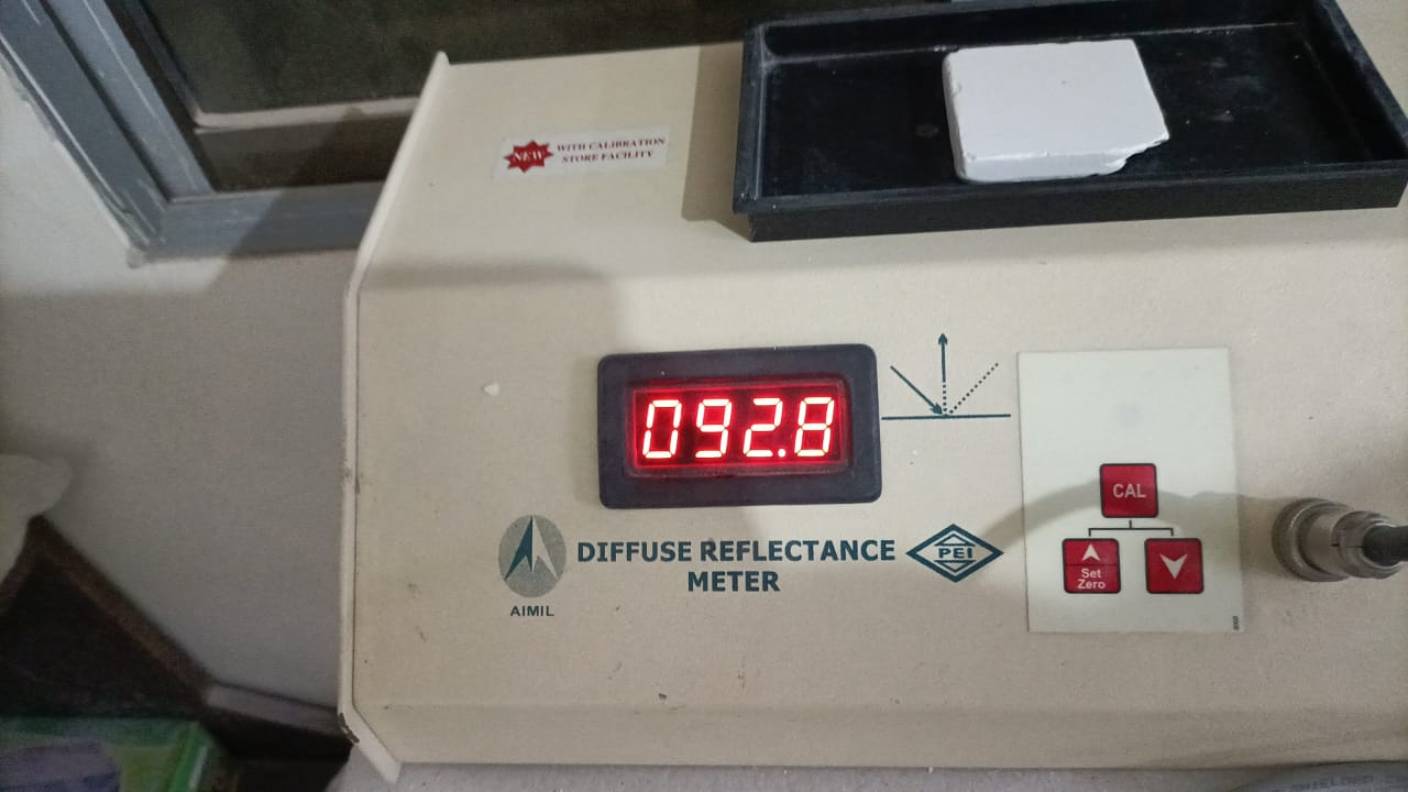 NEW
WITH CALIBRATION
STORE FACILITY
092.8
DIFFUSE REFLECTANCE
METER
AIMIL
PEI
CAL
Set
Zero